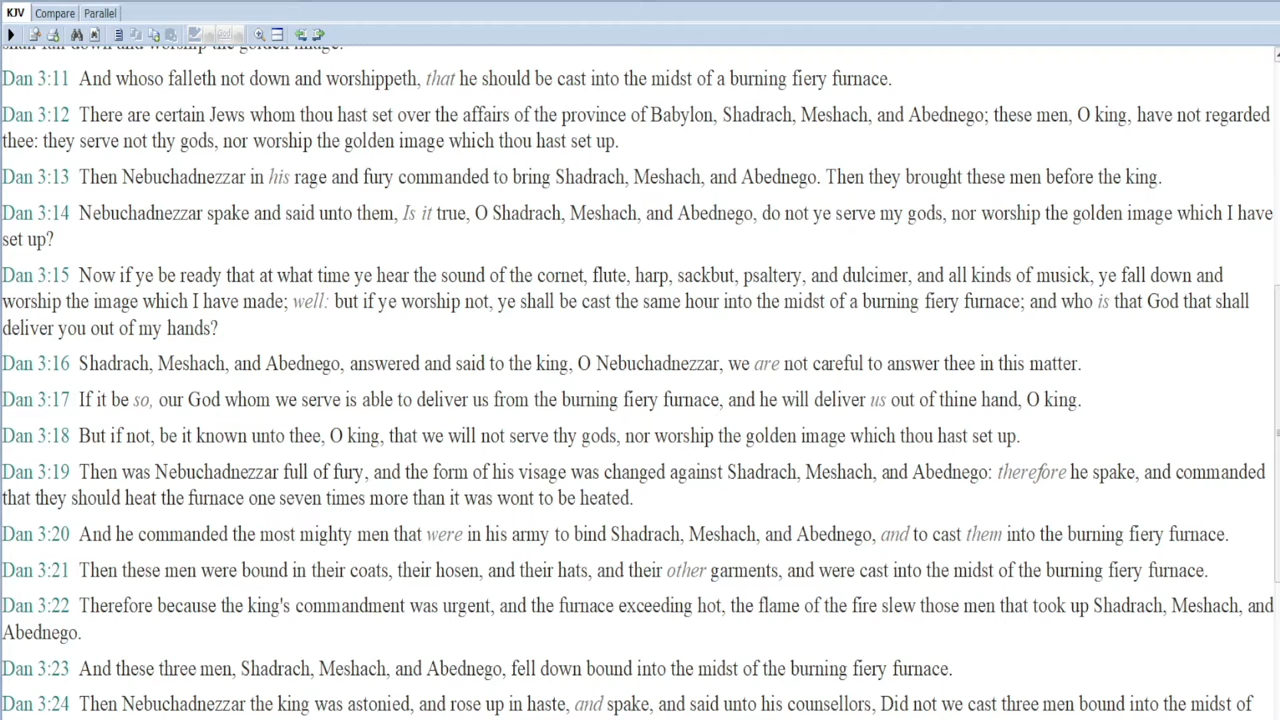 KJV Compare Parallel
shall fall down and worship the golden image:
Dan 3:11 And whoso falleth not down and worshippeth, that he should be cast into the midst of a burning fiery furnace.
Dan 3:12 There are certain Jews whom thou hast set over the affairs of the province of Babylon, Shadrach, Meshach, and Abednego; these men, O king, have not regarded
thee: they serve not thy gods, nor worship the golden image which thou hast set up.
Dan 3:13 Then Nebuchadnezzar in his rage and fury commanded to bring Shadrach, Meshach, and Abednego. Then they brought these men before the king.
Dan 3:14 Nebuchadnezzar spake and said unto them, Is it true, O Shadrach, Meshach, and Abednego, do not ye serve my gods, nor worship the golden image which I have
set up?
Dan 3:15 Now if ye be ready that at what time ye hear the sound of the cornet, flute, harp, sackbut, psaltery, and dulcimer, and all kinds of musick, ye fall down and
worship the image which I have made; well: but if ye worship not, ye shall be cast the same hour into the midst of a burning fiery furnace; and who is that God that shall
deliver you out of my hands?
Dan 3:16 Shadrach, Meshach, and Abednego, answered and said to the king, O Nebuchadnezzar, we are not careful to answer thee in this matter.
Dan 3:17 If it be so, our God whom we serve is able to deliver us from the burning fiery furnace, and he will deliver us out of thine hand, O king.
Dan 3:18 But if not, be it known unto thee, O king, that we will not serve thy gods, nor worship the golden image which thou hast set up.
Dan 3:19 Then was Nebuchadnezzar full of fury, and the form of his visage was changed against Shadrach, Meshach, and Abednego: therefore he spake, and commanded
that they should heat the furnace one seven times more than it was wont to be heated.
Dan 3:20 And he commanded the most mighty men that were in his army to bind Shadrach, Meshach, and Abednego, and to cast them into the burning fiery furnace.
Dan 3:21 Then these men were bound in their coats, their hosen, and their hats, and their other garments, and were cast into the midst of the burning fiery furnace.
Dan 3:22 Therefore because the king's commandment was urgent, and the furnace exceeding hot, the flame of the fire slew those men that took up Shadrach, Meshach, and
Abednego.
Dan 3:23 And these three men, Shadrach, Meshach, and Abednego, fell down bound into the midst of the burning fiery furnace.
Dan 3:24 Then Nebuchadnezzar the king was astonied, and rose up in haste, and spake, and said unto his counsellors, Did not we cast three men bound into the midst of